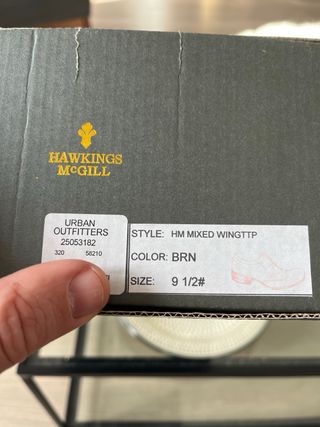 HAWKINGS
McGILL
URBAN
OUTFITTERS
25053182
320 58210
STYLE: HM MIXED WINGTTP
COLOR: BRN
SIZE: 9 1/2#